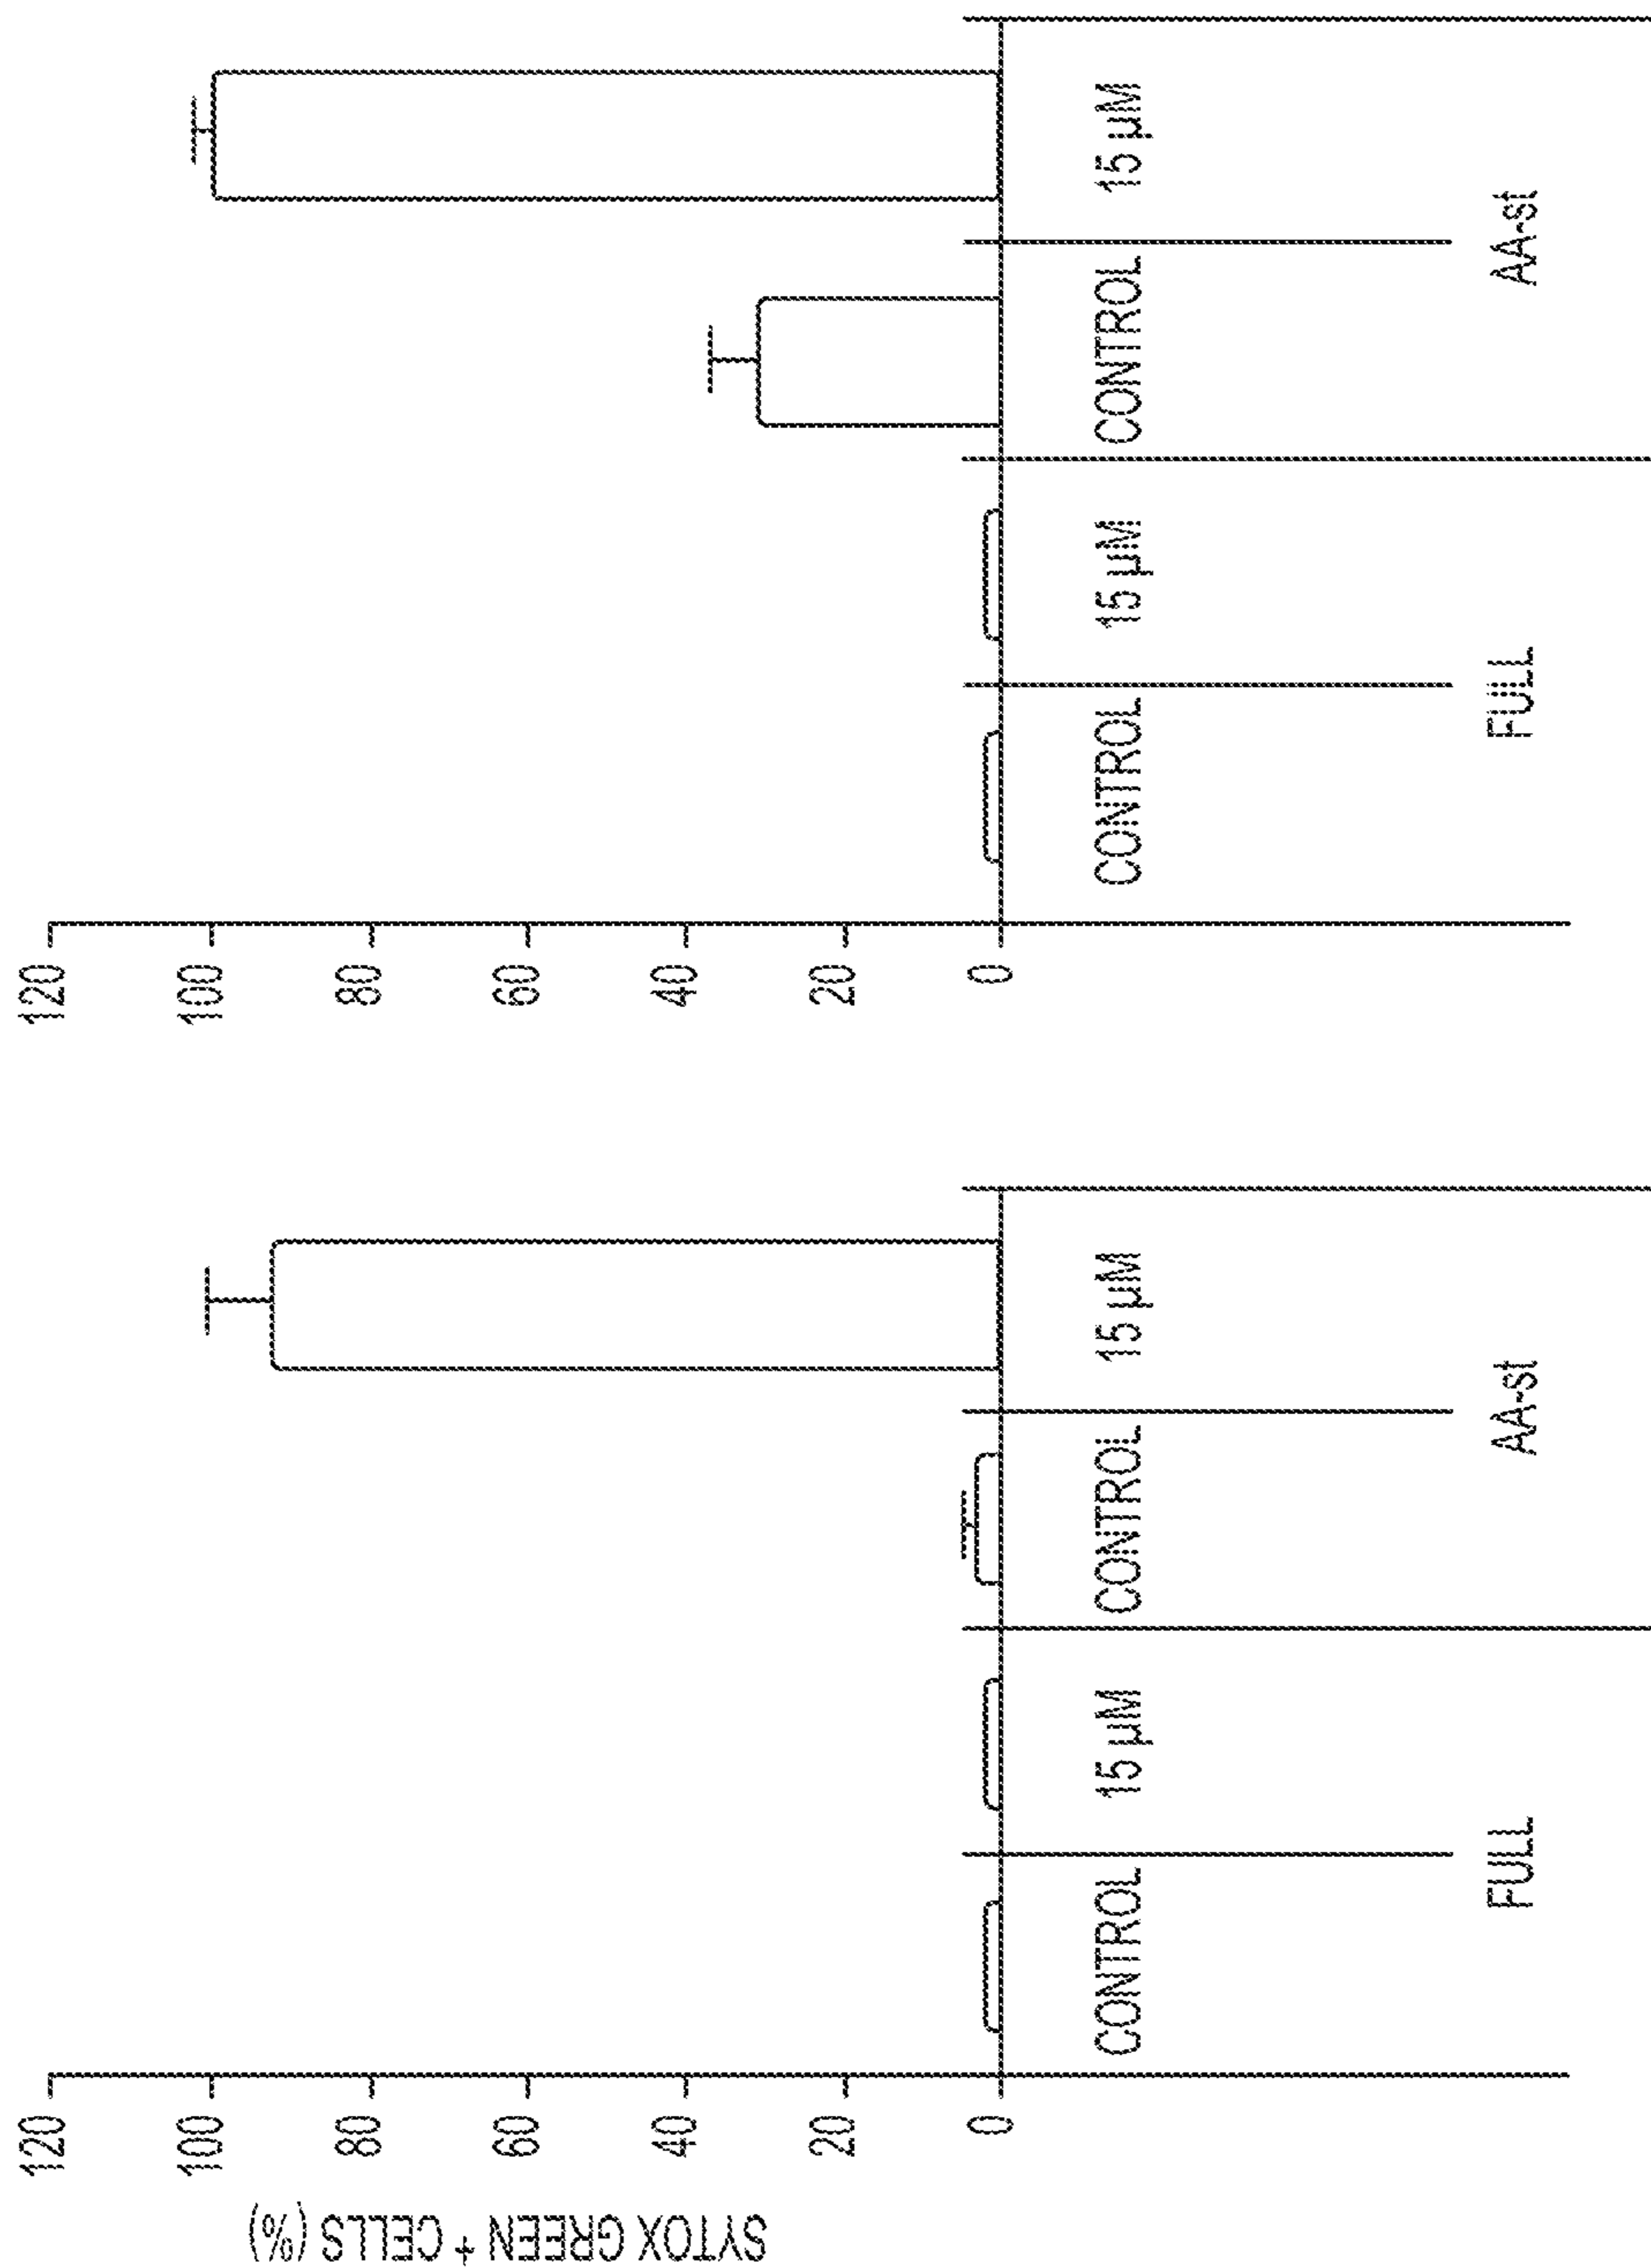 SYTOX GREEN + CELLS (%)
120
100
80
60
40
20
0
CONTROL
15 µM
CONTROL
15 µM
FULL
AA-st
120
100
80
60
40
20
0
CONTROL
15 µM
CONTROL
15 µM
FULL
AA-st